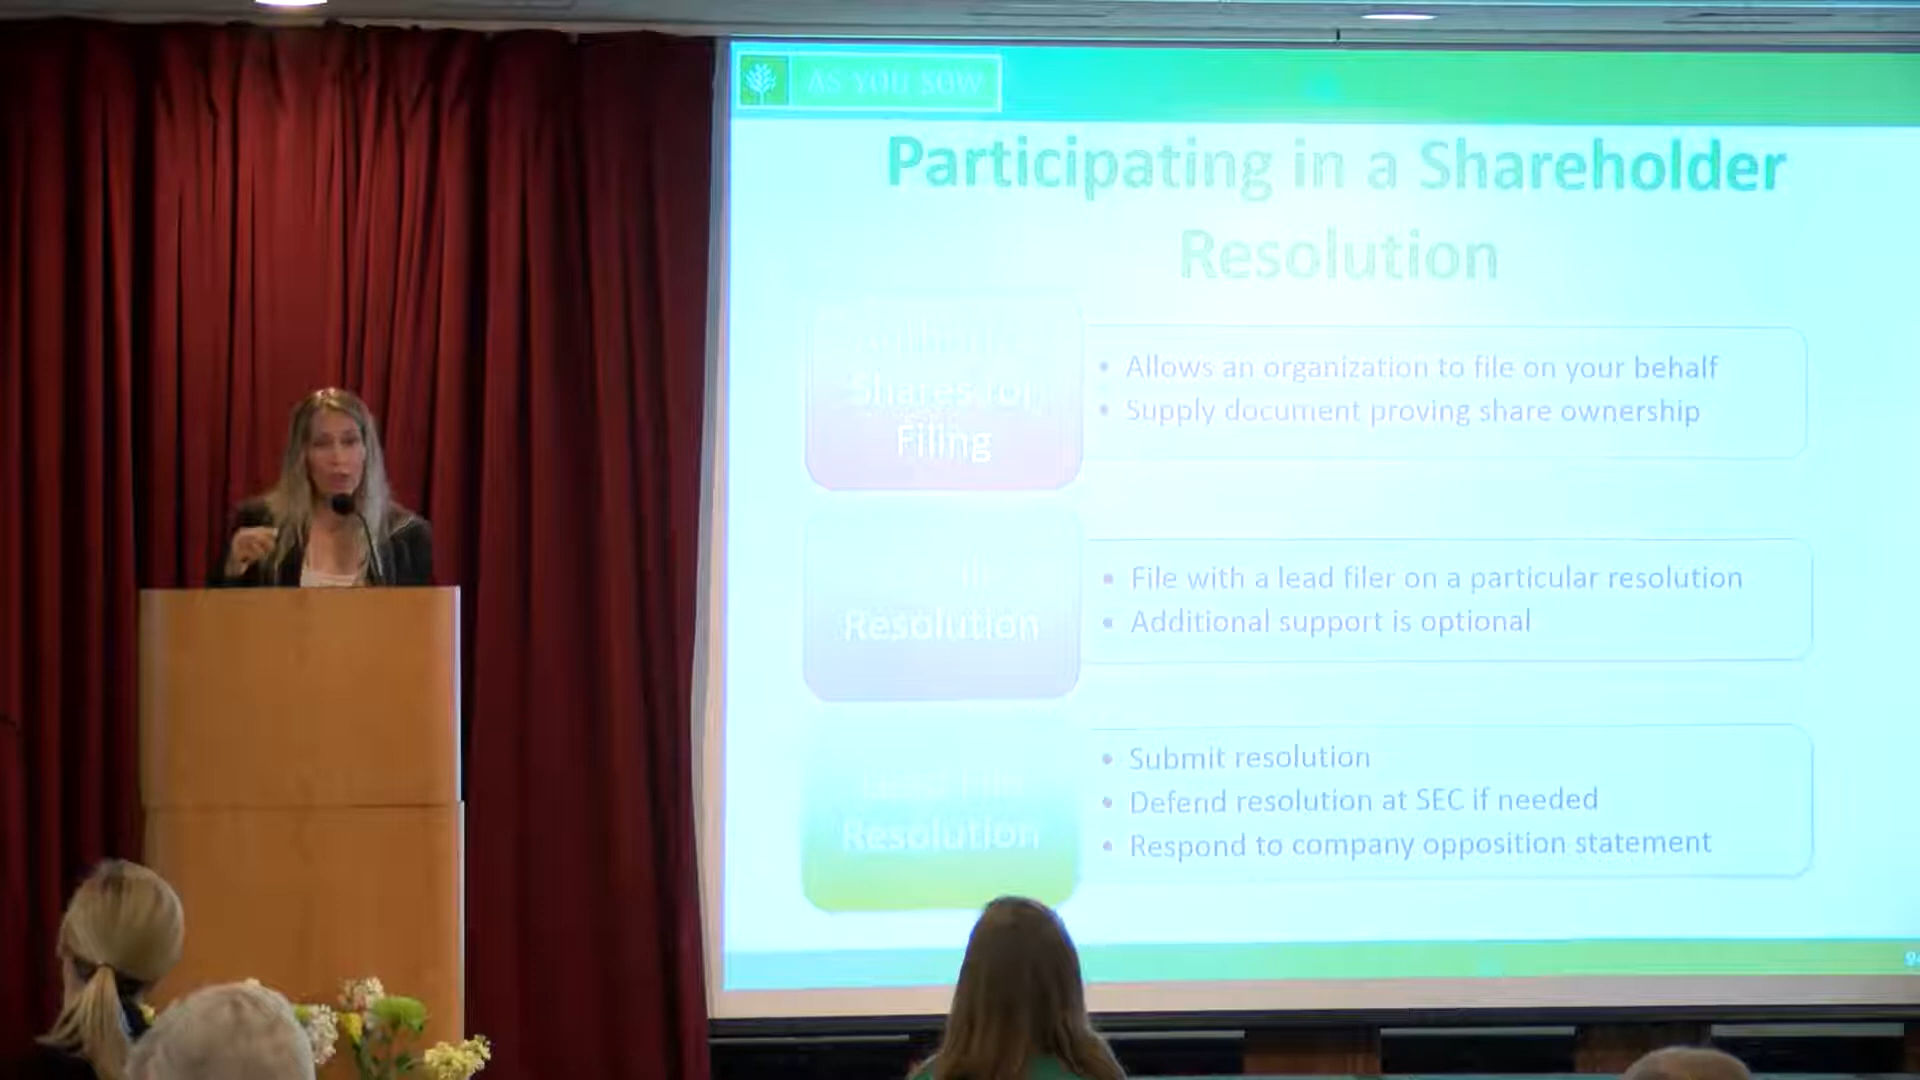 AS YOU SOW
Participating in a Shareholder
Resolution
Shares for
Filing
• Allows an organization to file on your behalf
• Supply document proving share ownership
Resolution
• File with a lead filer on a particular resolution
• Additional support is optional
Lead File
Resolution
• Submit resolution
• Defend resolution at SEC if needed
• Respond to company opposition statement